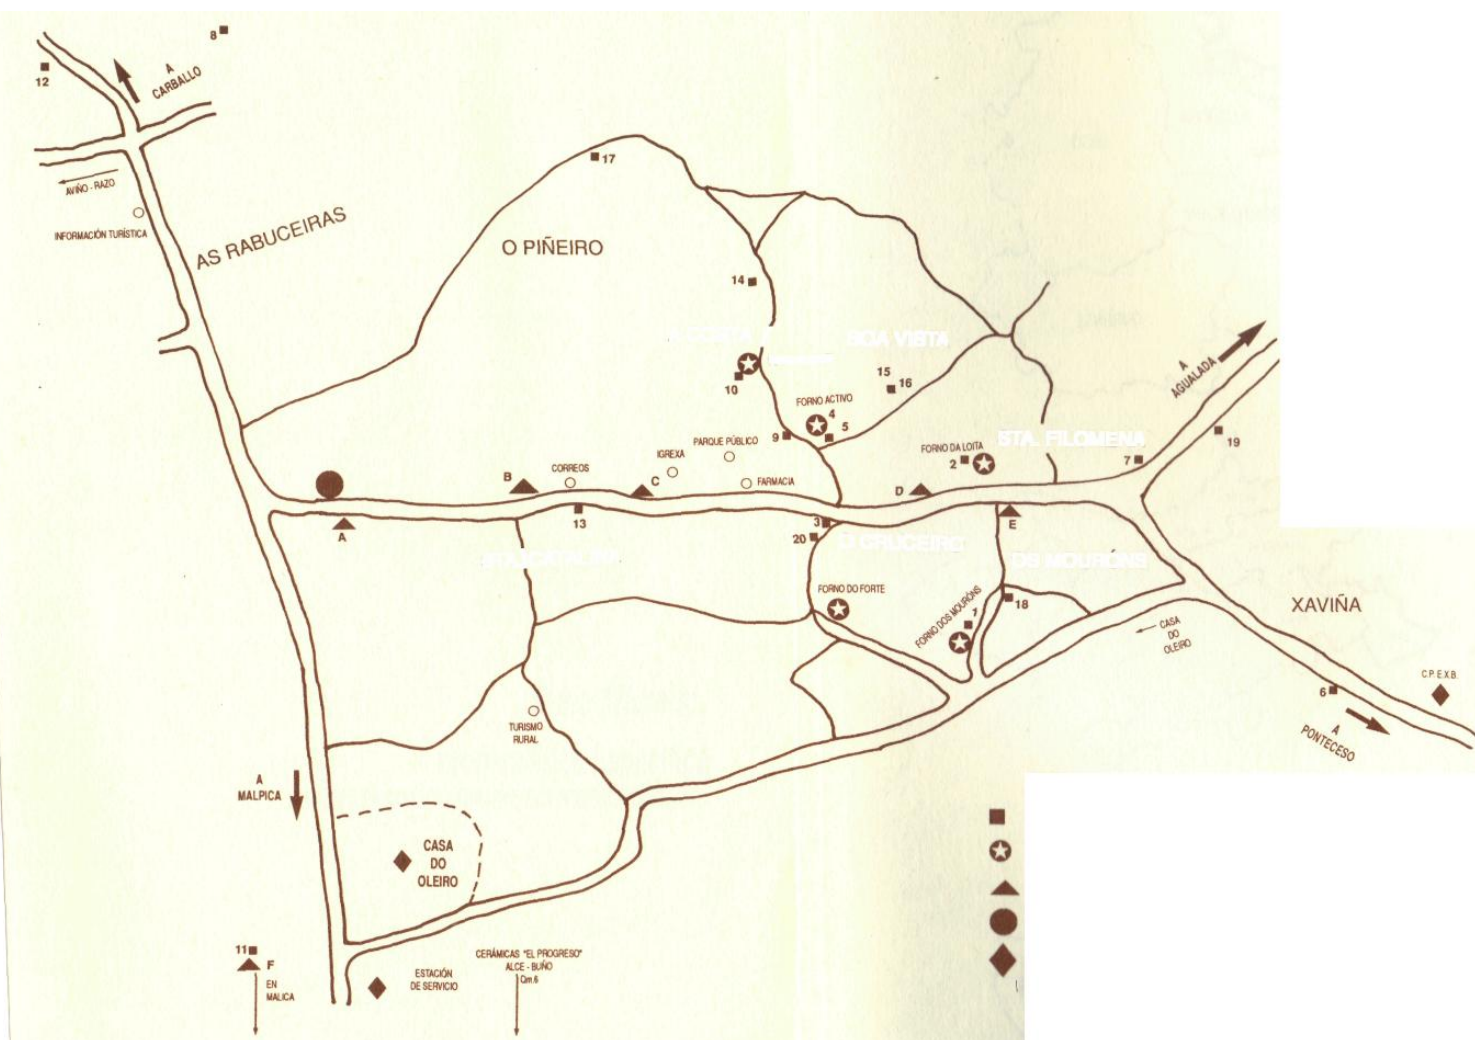 8
12
A
CARBALLO
AVIÑO - RAZO
INFORMACIÓN TURÍSTICA
AS RABUCEIRAS
17
O PIÑEIRO
14
BOA VISTA
10
15
16
FORNO ACTIVO
4
5
9
A
AGUALADA
19
PARQUE PÚBLICO
IGREXA
CORREOS
FARMACIA
STA. FILOMENA
FORNO DA LOITA
2
7
B
C
D
A
13
3
20
E
O CRUCEIRO
OS MOURÓNS
FORNO DO FORTE
FORNO DOS MOURÓNS
1
18
XAVIÑA
CASA
DO
OLEIRO
C.P.E.X.B.
6
A
PONTECESO
TURISMO
RURAL
A
MALPICA
CASA
DO
OLEIRO
11
F
EN
MALICA
ESTACIÓN
DE SERVICIO
CERÁMICAS "EL PROGRESO"
ALCE - BUÑO
Qm.6